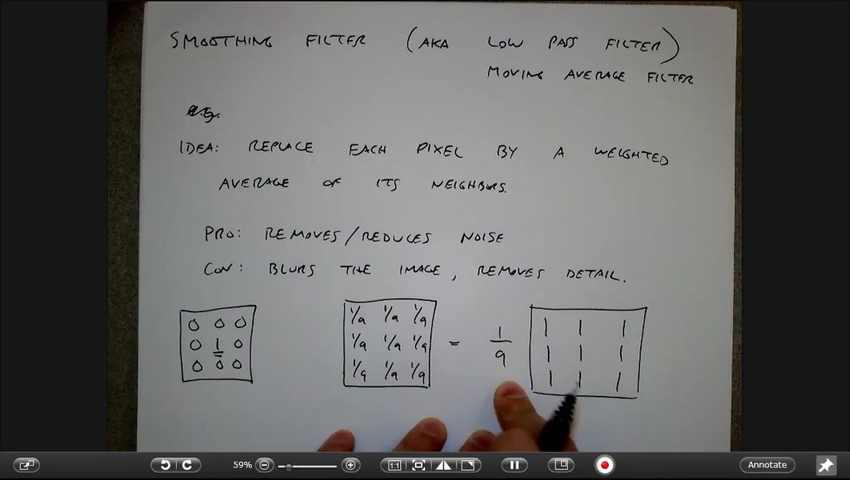 SMOOTHING FILTER (AKA LOW PASS FILTER)
MOVING AVERAGE FILTER
e.g.
IDEA: REPLACE EACH PIXEL BY A WEIGHTED
AVERAGE OF ITS NEIGHBORS.
PRO: REMOVES/REDUCES NOISE
CON: BLURS THE IMAGE, REMOVES DETAIL.
0 0 0 1/9 1/9 1/9 1 1 1 1
0 1 0 1/9 1/9 1/9 = — 1 1 1
0 0 0 1/9 1/9 1/9 9 1 1 1
59% 1:1 Annotate